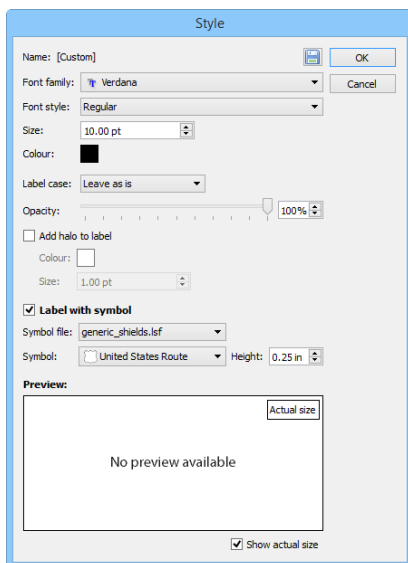 Style
Name: [Custom]
OK
Font family: Verdana
Cancel
Font style: Regular
Size: 10.00 pt
Colour:
Label case: Leave as is
Opacity: 100%
Add halo to label
Colour:
Size: 1.00 pt
Label with symbol
Symbol file: generic_shields.lsf
Symbol: United States Route Height: 0.25 in
Preview:
Actual size
No preview available
Show actual size